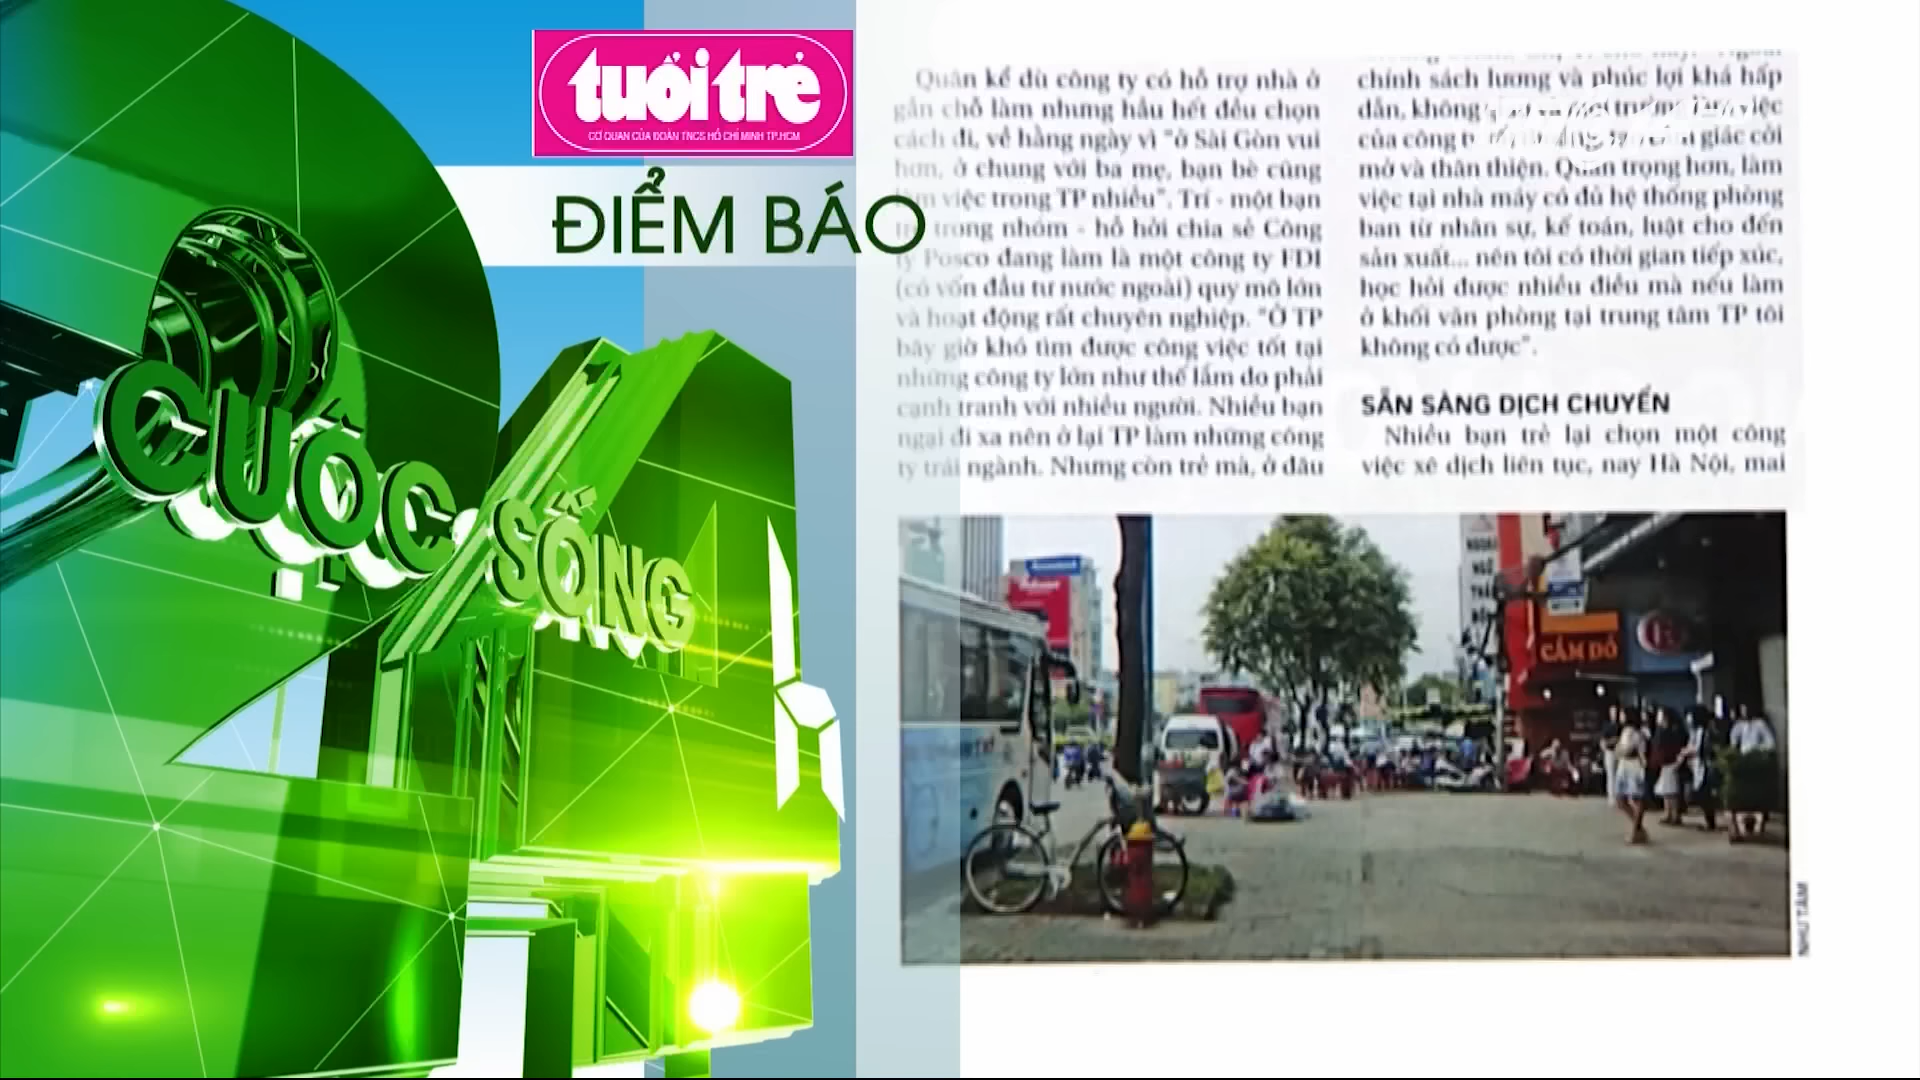 tuổi trẻ
CƠ QUAN CỦA ĐOÀN TNCS HỒ CHÍ MINH TP.HCM
ĐIỂM BÁO
24
CUỘC SỐNG
Quân kể dù công ty có hỗ trợ nhà ở
gần chỗ làm nhưng hầu hết đều chọn
cách đi, về hằng ngày vì "ở Sài Gòn vui
hơn, ở chung với ba mẹ, bạn bè cũng
làm việc trong TP nhiều". Trí - một bạn
trẻ trong nhóm - hồ hởi chia sẻ Công
ty Posco đang làm là một công ty FDI
(có vốn đầu tư nước ngoài) quy mô lớn
và hoạt động rất chuyên nghiệp. "Ở TP
bây giờ khó tìm được công việc tốt tại
những công ty lớn như thế lắm do phải
cạnh tranh với nhiều người. Nhiều bạn
ngại đi xa nên ở lại TP làm những công
ty trái ngành. Nhưng còn trẻ mà, ở đâu
chính sách lương và phúc lợi khá hấp
dẫn, không trường làm việc
của công ty giác cởi
mở và thân thiện. Quan trọng hơn, làm
việc tại nhà máy có đủ hệ thống phòng
ban từ nhân sự, kế toán, luật cho đến
sản xuất... nên tôi có thời gian tiếp xúc,
học hỏi được nhiều điều mà nếu làm
ở khối văn phòng tại trung tâm TP tôi
không có được".
SẴN SÀNG DỊCH CHUYỂN
Nhiều bạn trẻ lại chọn một công
việc xê dịch liên tục, nay Hà Nội, mai
CẦM ĐỒ
NHƯ TÂM